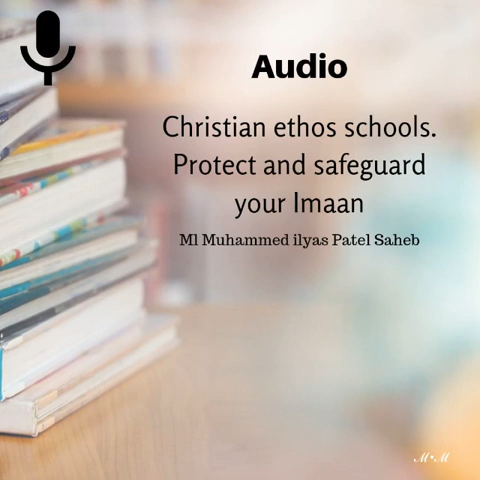 Audio
Christian ethos schools.
Protect and safeguard
your Imaan
Ml Muhammed ilyas Patel Saheb
M•M